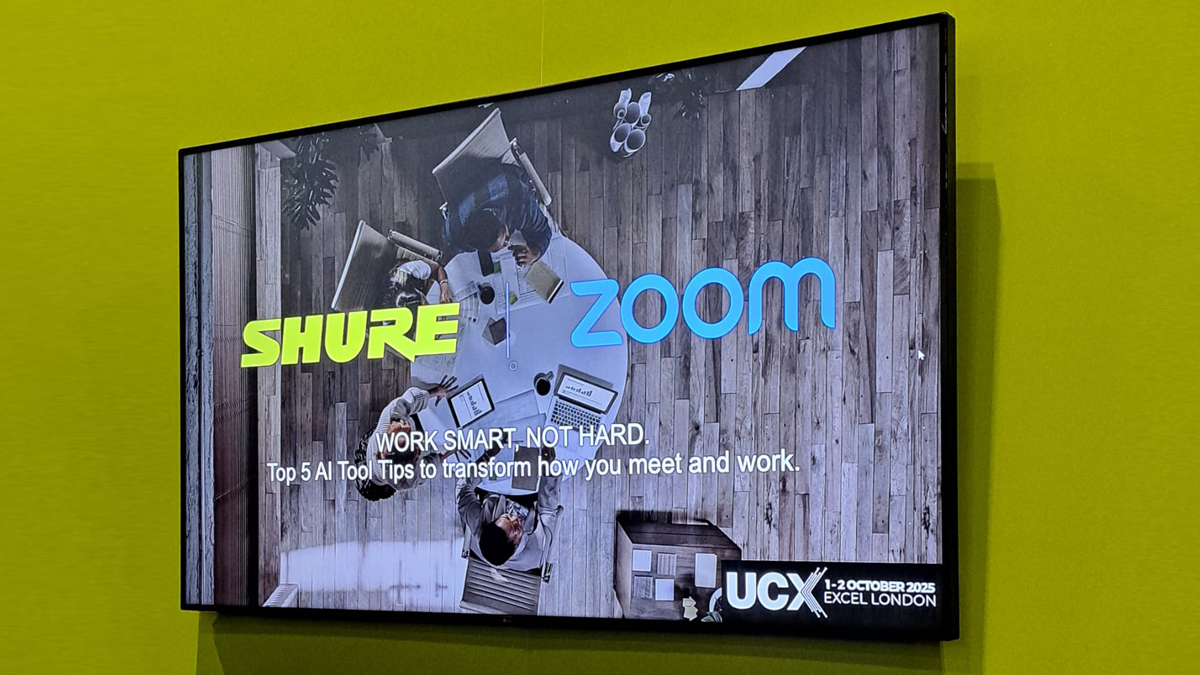 SHURE
zoom
WORK SMART, NOT HARD.
Top 5 AI Tool Tips to transform how you meet and work.
UCX
1-2 OCTOBER 2025
EXCEL LONDON